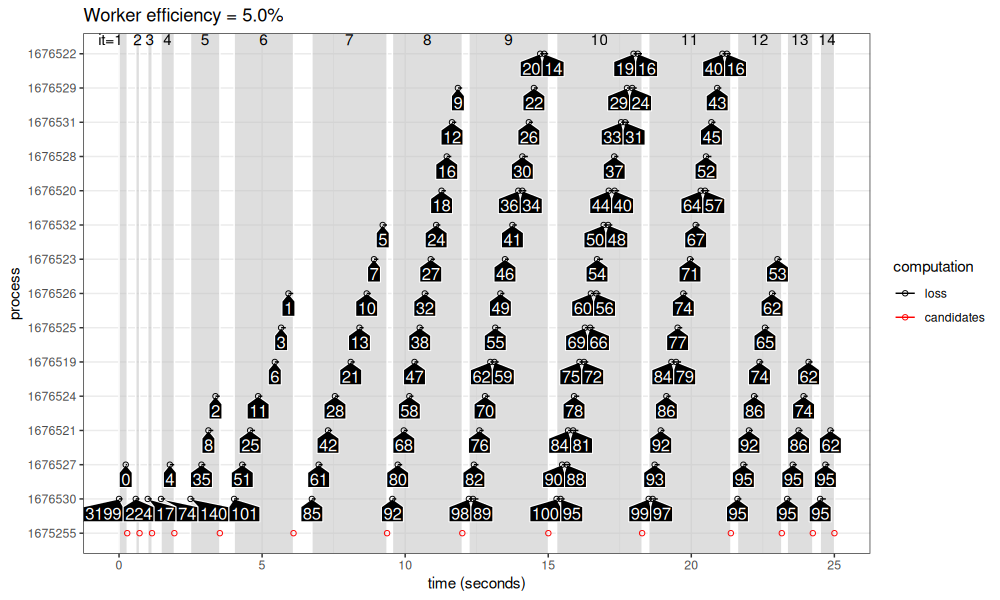 Worker efficiency = 5.0%
it=1 2 3 4 5 6 7 8 9 10 11 12 13 14
1676522 20 14 19 16 40 16
1676529 9 22 29 24 43
1676531 12 26 33 31 45
1676528 16 30 37 52
1676520 18 36 34 44 40 64 57
1676532 5 24 41 50 48 67
1676523 7 27 46 54 71 53
1676526 1 10 32 49 60 56 74 62
1676525 3 13 38 55 69 66 77 65
1676519 6 21 47 62 59 75 72 84 79 74 62
1676524 2 11 28 58 70 78 86 86 74
1676521 8 25 42 68 76 84 81 92 92 86 62
1676527 0 4 35 51 61 80 82 90 88 93 95 95 95
1676530 3199 224 17 74 140 101 85 92 98 89 100 95 99 97 95 95 95
1675255
0 5 10 15 20 25
time (seconds)
process
computation
loss
candidates